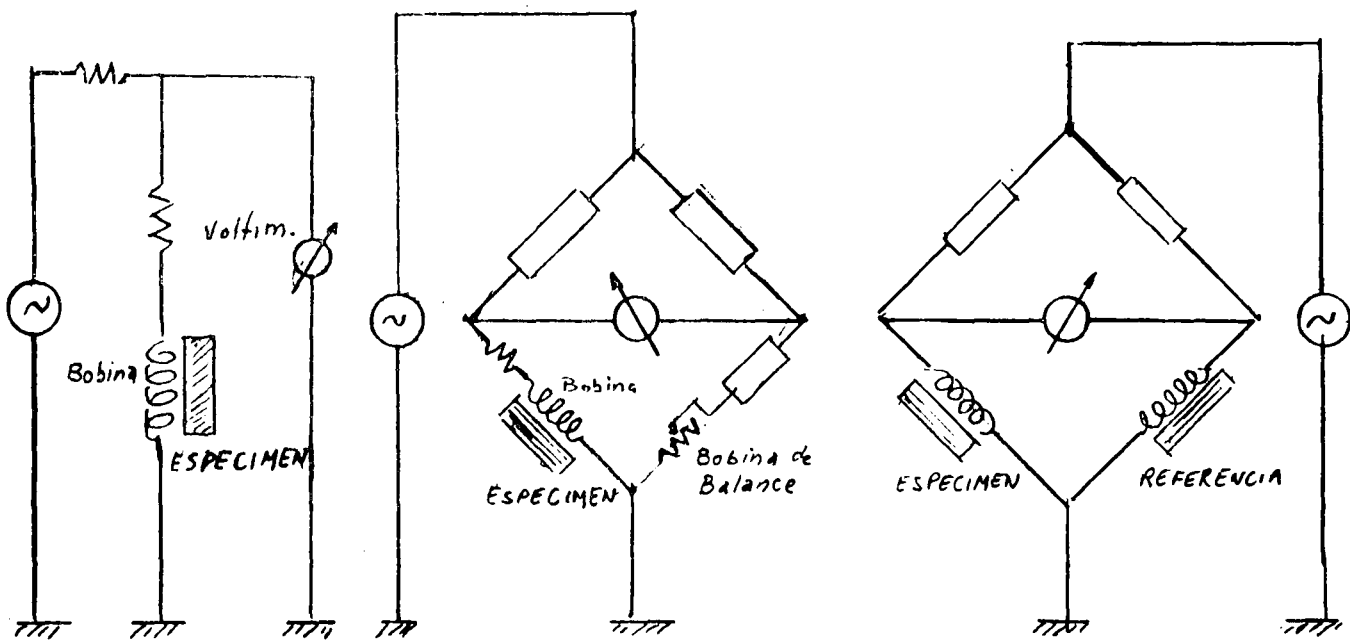 Voltim.
Bobina
ESPECIMEN
Bobina
ESPECIMEN
Bobina de
Balance
ESPECIMEN
REFERENCIA